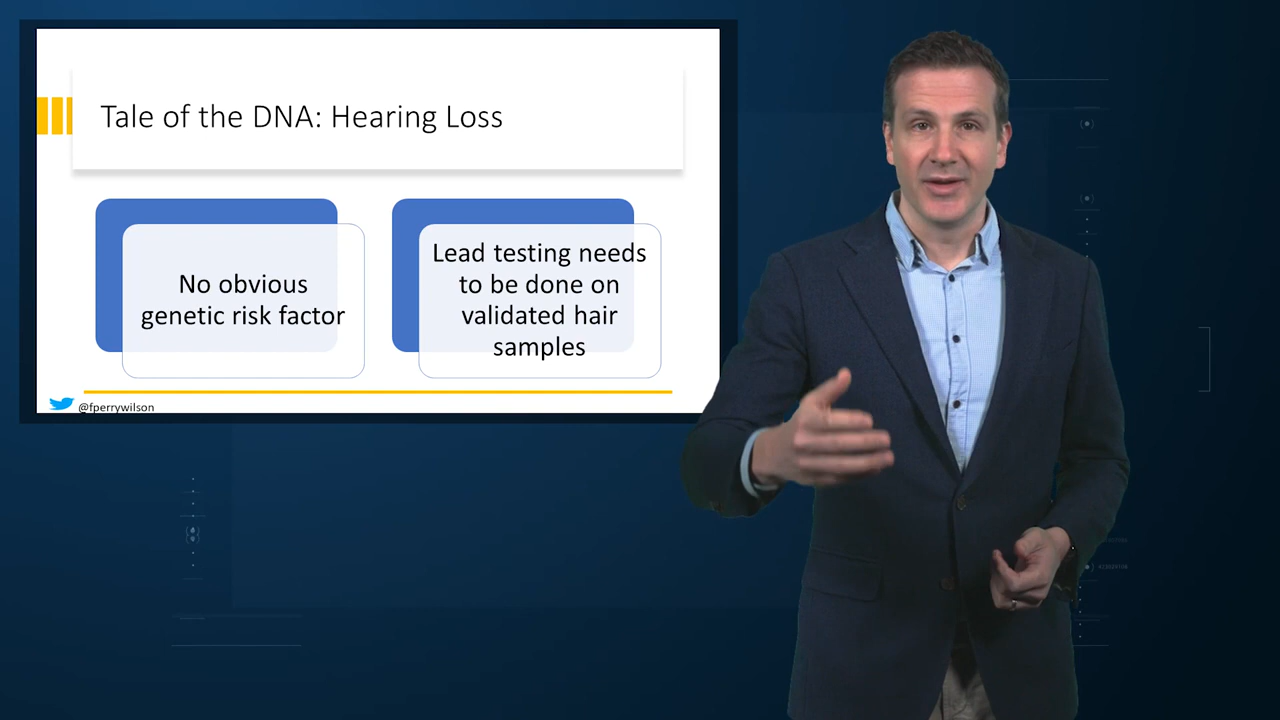 Tale of the DNA: Hearing Loss
No obvious
genetic risk factor
Lead testing needs
to be done on
validated hair
samples
@fperrywilson